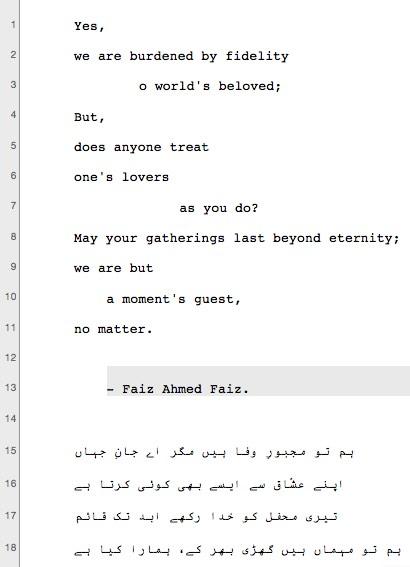 1 Yes,
2 we are burdened by fidelity
3 o world's beloved;
4 But,
5 does anyone treat
6 one's lovers
7 as you do?
8 May your gatherings last beyond eternity;
9 we are but
10 a moment's guest,
11 no matter.
12
13 – Faiz Ahmed Faiz.
14
15 ہم تو مجبورِ وفا ہیں مگر اے جانِ جہاں
16 اپنے عشّاق سے ایسے بھی کوئی کرتا ہے
17 تیری محفل کو خدا رکھے ابد تک قائم
18 ہم تو مہماں ہیں گھڑی بھر کے، ہمارا کیا ہے